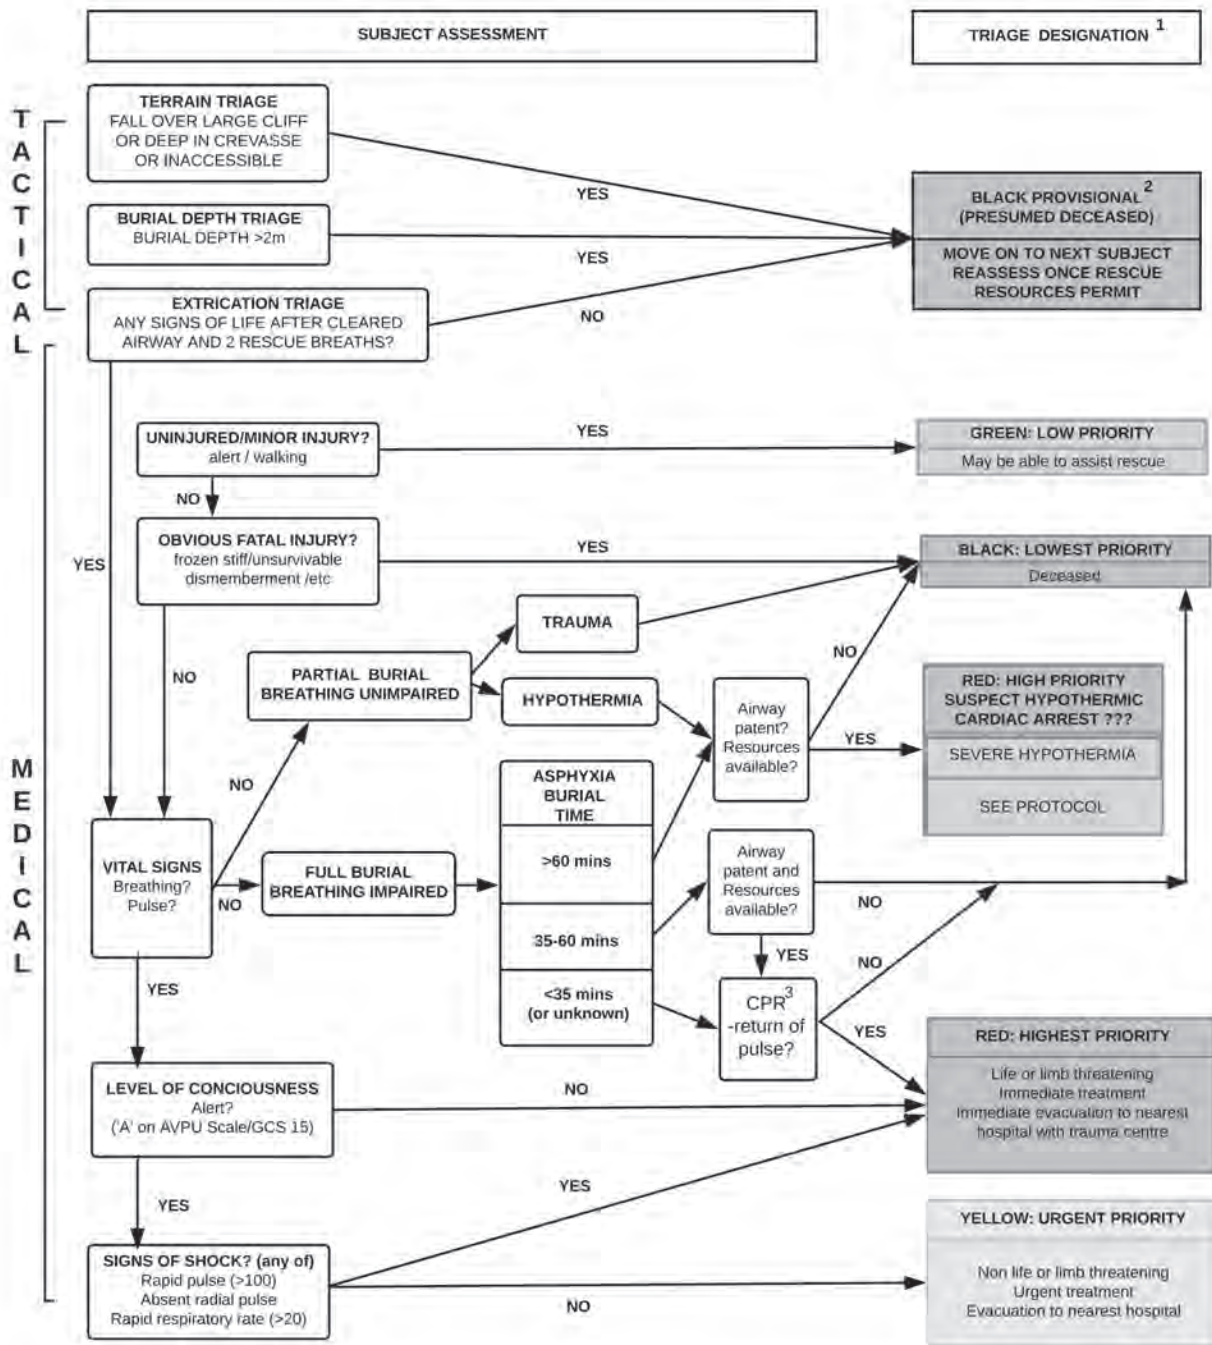 SUBJECT ASSESSMENT
TRIAGE DESIGNATION 1
TACTICAL
TERRAIN TRIAGE
FALL OVER LARGE CLIFF
OR DEEP IN CREVASSE
OR INACCESSIBLE
YES
BURIAL DEPTH TRIAGE
BURIAL DEPTH >2m
YES
EXTRICATION TRIAGE
ANY SIGNS OF LIFE AFTER CLEARED
AIRWAY AND 2 RESCUE BREATHS?
NO
BLACK PROVISIONAL 2
(PRESUMED DECEASED)
MOVE ON TO NEXT SUBJECT
REASSESS ONCE RESCUE
RESOURCES PERMIT
MEDICAL
YES
UNINJURED/MINOR INJURY?
alert / walking
YES
GREEN: LOW PRIORITY
May be able to assist rescue
NO
OBVIOUS FATAL INJURY?
frozen stiff/unsurvivable
dismemberment /etc
YES
BLACK: LOWEST PRIORITY
Deceased
NO
PARTIAL BURIAL
BREATHING UNIMPAIRED
TRAUMA
HYPOTHERMIA
Airway
patent?
Resources
available?
NO
YES
RED: HIGH PRIORITY
SUSPECT HYPOTHERMIC
CARDIAC ARREST ???
SEVERE HYPOTHERMIA
SEE PROTOCOL
VITAL SIGNS
Breathing?
Pulse?
NO
NO
FULL BURIAL
BREATHING IMPAIRED
ASPHYXIA
BURIAL
TIME
>60 mins
35-60 mins
<35 mins
(or unknown)
Airway
patent and
Resources
available?
NO
YES
CPR 3
-return of
pulse?
NO
YES
RED: HIGHEST PRIORITY
Life or limb threatening
Immediate treatment
Immediate evacuation to nearest
hospital with trauma centre
YES
LEVEL OF CONCIOUSNESS
Alert?
('A' on AVPU Scale/GCS 15)
NO
YES
SIGNS OF SHOCK? (any of)
Rapid pulse (>100)
Absent radial pulse
Rapid respiratory rate (>20)
YES
NO
YELLOW: URGENT PRIORITY
Non life or limb threatening
Urgent treatment
Evacuation to nearest hospital